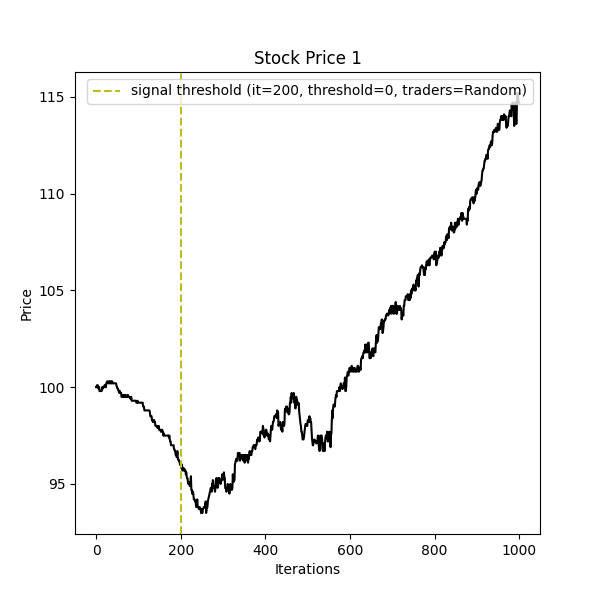 Stock Price 1
signal threshold (it=200, threshold=0, traders=Random)
115
110
105
100
95
Price
0 200 400 600 800 1000
Iterations